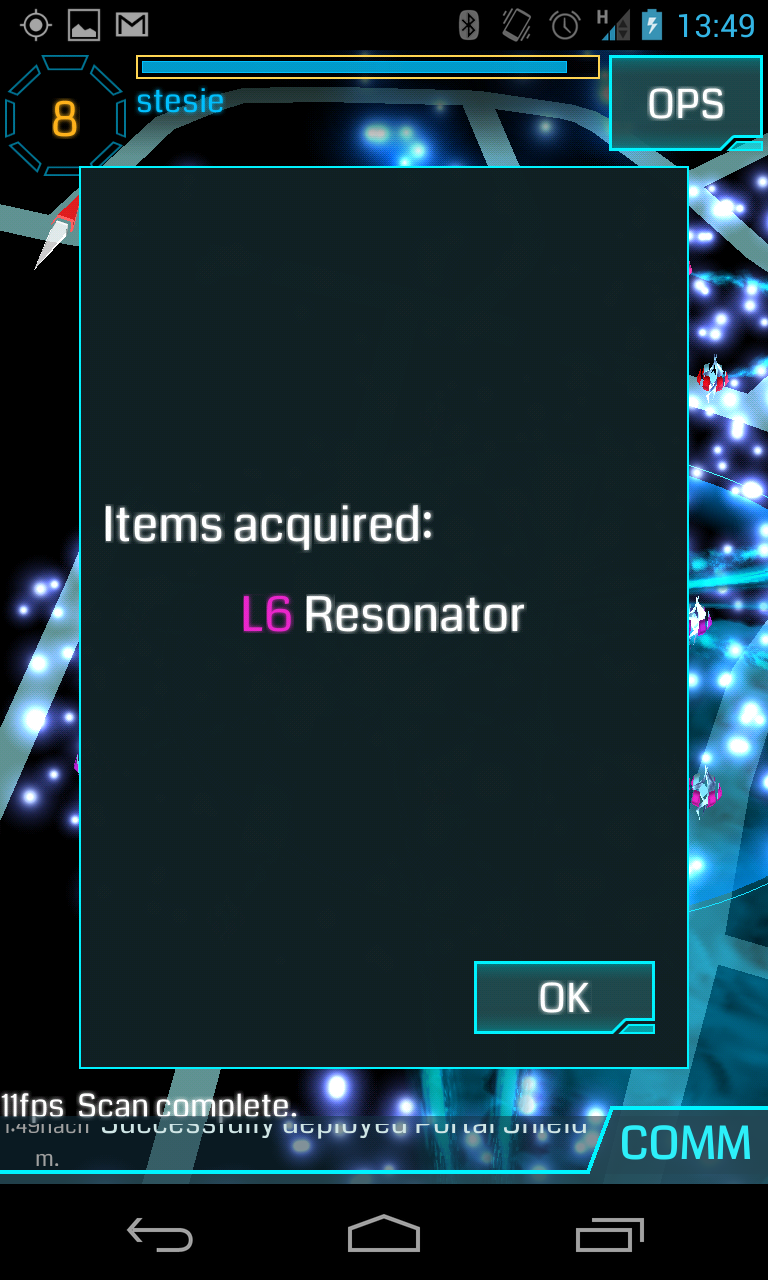 H 13:49
8
stesie
OPS
Items acquired:
L6 Resonator
OK
11fps Scan complete.
1:49nach Successfully deployed Portal Shield
m.
COMM